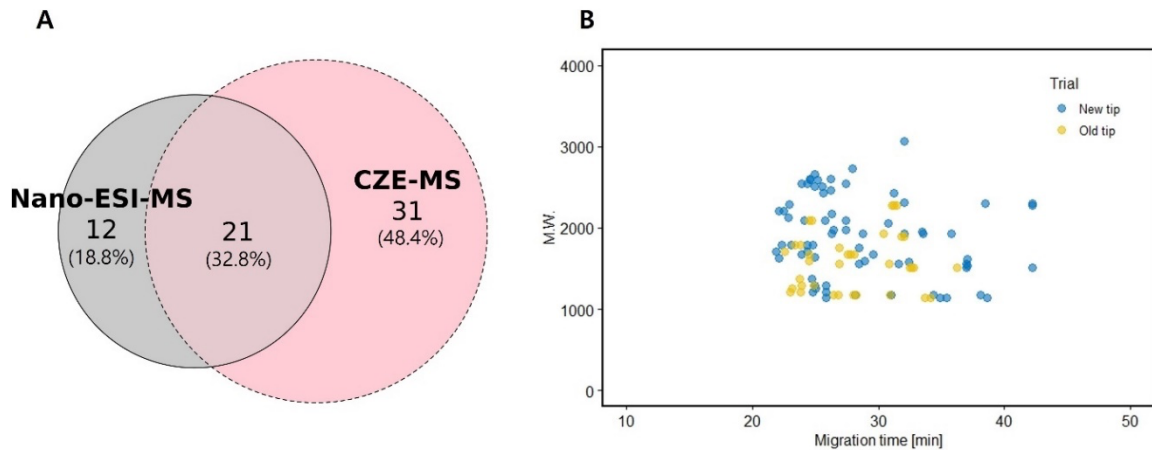 A
Nano-ESI-MS
12
(18.8%)
21
(32.8%)
CZE-MS
31
(48.4%)
B
4000
3000
2000
1000
0
M.W.
10 20 30 40 50
Migration time [min]
Trial
New tip
Old tip